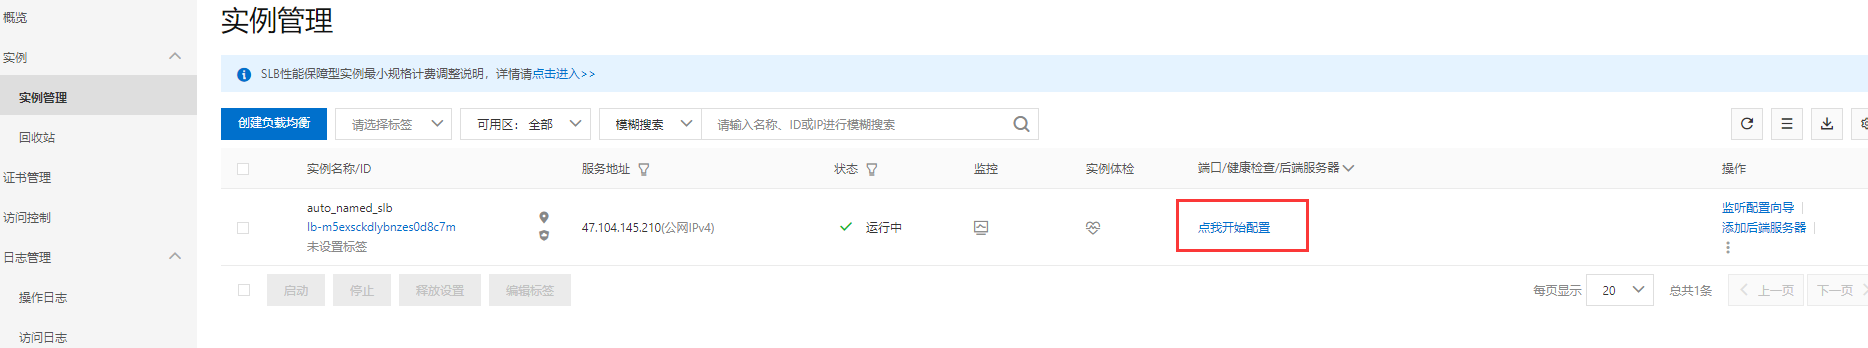 概览
实例
实例管理
回收站
证书管理
访问控制
日志管理
操作日志
访问日志
实例管理
SLB性能保障型实例最小规格计费调整说明，详情请点击进入>>
创建负载均衡 请选择标签 可用区： 全部 模糊搜索 请输入名称、ID或IP进行模糊搜索
实例名称/ID 服务地址 状态 监控 实例体检 端口/健康检查/后端服务器 操作
auto_named_slb
lb-m5exsckdlybnzes0d8c7m
未设置标签
47.104.145.210(公网IPv4) 运行中 点我开始配置
监听配置向导
添加后端服务器
启动 停止 释放设置 编辑标签 每页显示 20 总共1条 上一页 下一页